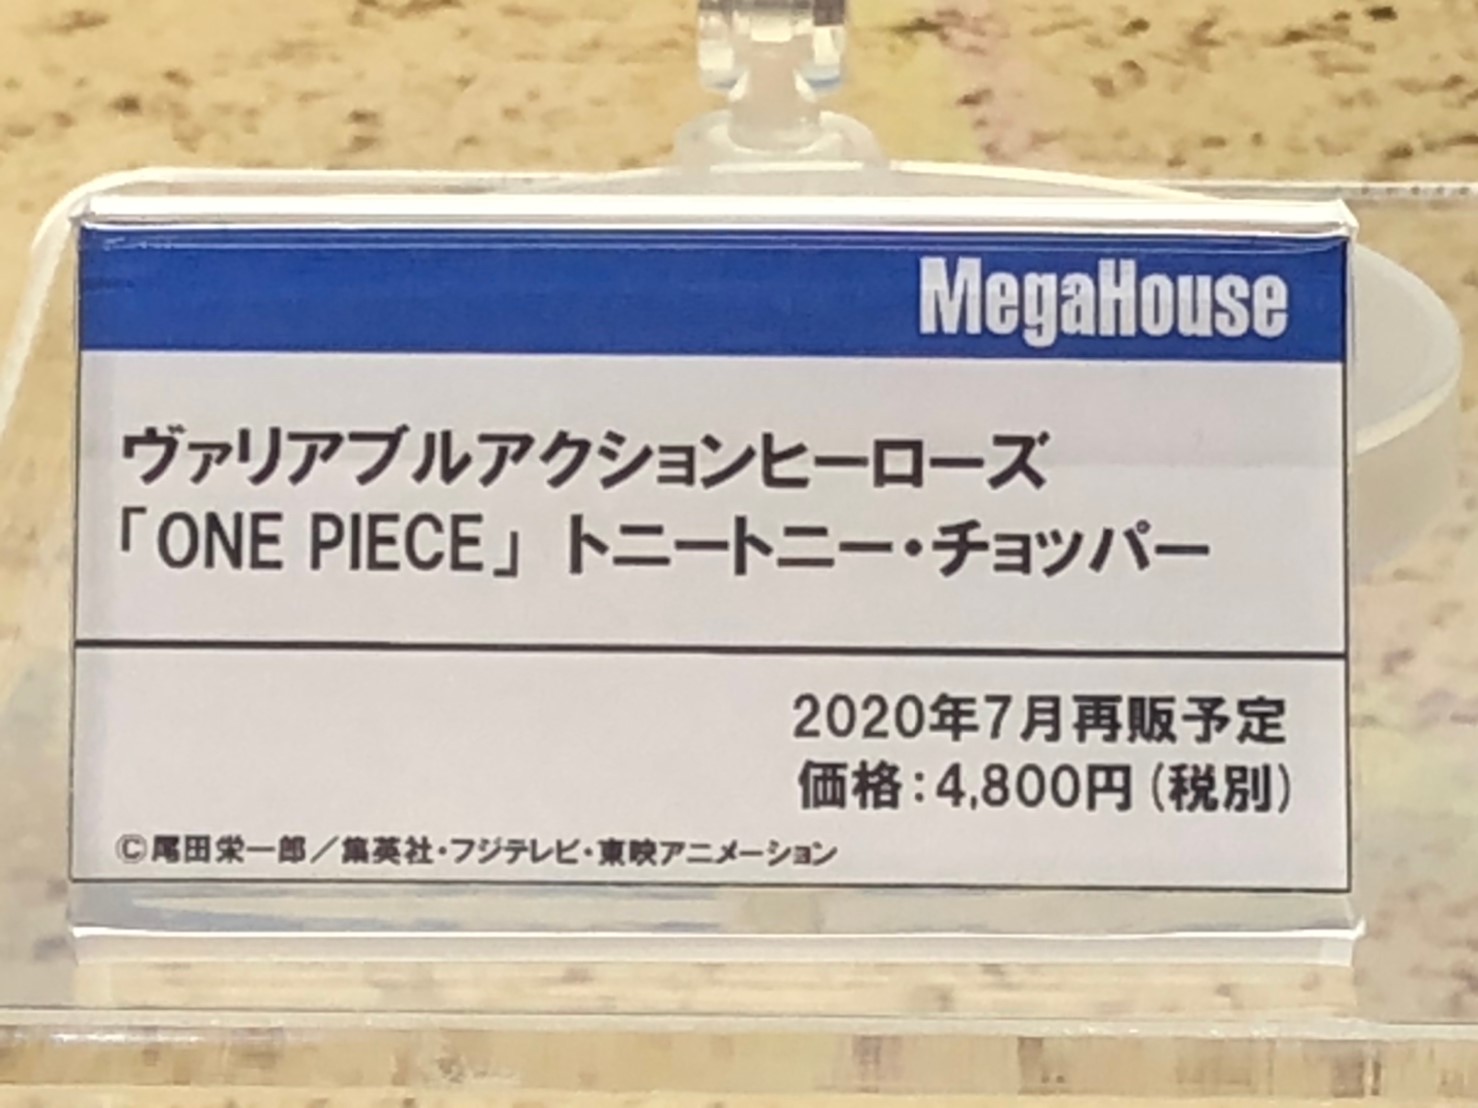 MegaHouse
ヴァリアブルアクションヒーローズ
「ONE PIECE」 トニートニー・チョッパー
2020年7月再販予定
価格：4,800円（税別）
©尾田栄一郎／集英社・フジテレビ・東映アニメーション